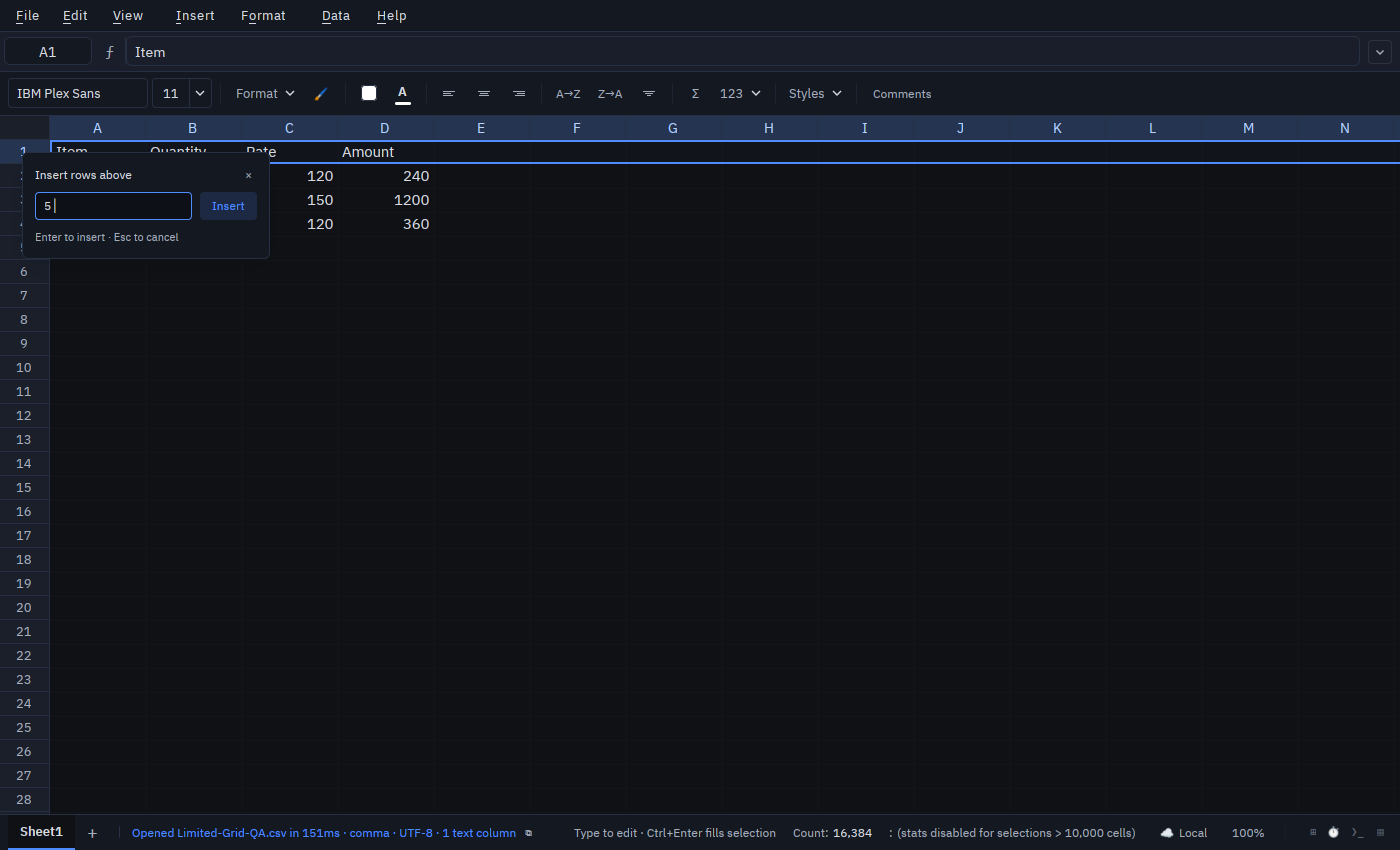 File Edit View Insert Format Data Help
A1 ƒ Item
IBM Plex Sans 11 Format A A→Z Z→A Σ 123 Styles Comments
A B C D E F G H I J K L M N
1 Item Quantity Rate Amount
Insert rows above ×
120 240
5 Insert
150 1200
120 360
Enter to insert · Esc to cancel
6
7
8
9
10
11
12
13
14
15
16
17
18
19
20
21
22
23
24
25
26
27
28
Sheet1 + Opened Limited-Grid-QA.csv in 151ms · comma · UTF-8 · 1 text column Type to edit · Ctrl+Enter fills selection Count: 16,384 : (stats disabled for selections > 10,000 cells) Local 100%